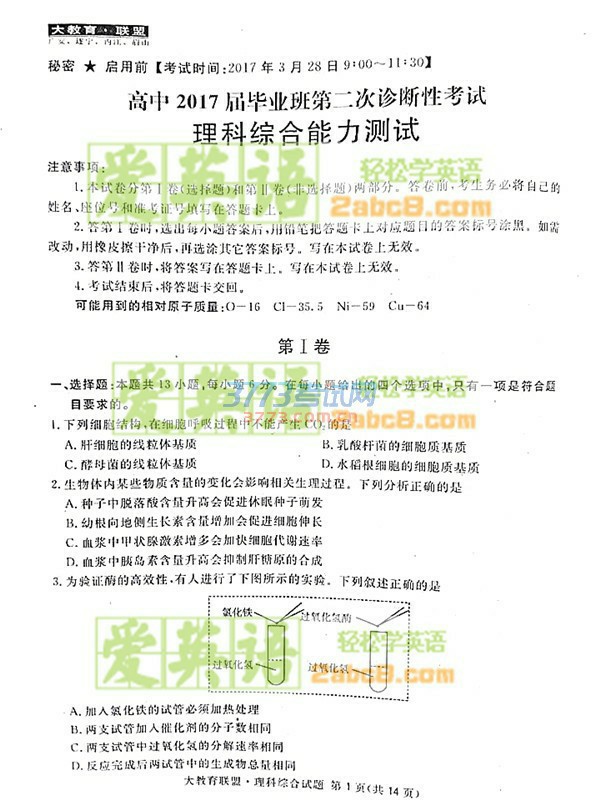 大教育·联盟
广安、遂宁、内江、眉山
秘密 ★ 启用前【考试时间:2017年3月28日9:00~11:30】
高中2017届毕业班第二次诊断性考试
理科综合能力测试
注意事项:
1.本试卷分第Ⅰ卷(选择题)和第Ⅱ卷(非选择题)两部分。答卷前,考生务必将自己的
姓名、座位号和准考证号填写在答题卡上。
2.答第Ⅰ卷时,选出每小题答案后,用铅笔把答题卡上对应题目的答案标号涂黑。如需
改动,用橡皮擦干净后,再选涂其它答案标号。写在本试卷上无效。
3.答第Ⅱ卷时,将答案写在答题卡上。写在本试卷上无效。
4.考试结束后,将答题卡交回。
可能用到的相对原子质量:O—16 Cl—35.5 Ni—59 Cu—64
第Ⅰ卷
一、选择题:本题共13小题,每小题6分。在每小题给出的四个选项中,只有一项是符合题
目要求的。
1.下列细胞结构,在细胞呼吸过程中不能产生CO₂的是
A.肝细胞的线粒体基质 B.乳酸杆菌的细胞质基质
C.酵母菌的线粒体基质 D.水稻根细胞的细胞质基质
2.生物体内某些物质含量的变化会影响相关生理过程。下列分析正确的是
A.种子中脱落酸含量升高会促进休眠种子萌发
B.幼根向地侧生长素含量增加会促进细胞伸长
C.血浆中甲状腺激素增多会加快细胞代谢速率
D.血浆中胰岛素含量升高会抑制肝糖原的合成
3.为验证酶的高效性,有人进行了下图所示的实验。下列叙述正确的是
氯化铁 过氧化氢酶
过氧化氢 过氧化氢
A.加入氯化铁的试管必须加热处理
B.两支试管加入催化剂的分子数相同
C.两支试管中过氧化氢的分解速率相同
D.反应完成后两试管中的生成物总量相同
大教育联盟·理科综合试题 第1页(共14页)
爱英语
轻松学英语
2abc8.com
爱英语
轻松学英语
2abc8.com
3773考试网
3773.com.cn
爱英语
轻松学英语
2abc8.com